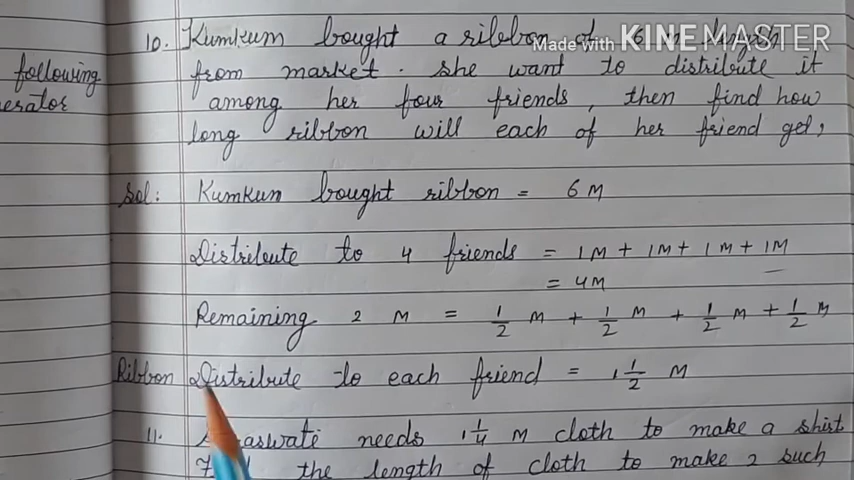 Made with KINEMASTER
10. Kumkum bought a ribbon of 6 m length
following from market. she want to distribute it
erator among her four friends, then find how
long ribbon will each of her friend get,
Sol: Kumkun bought ribbon = 6 M
Distribute to 4 friends = 1M + 1M + 1M + 1M
= 4M
Remaining 2 M = 1/2 M + 1/2 M + 1/2 M + 1/2 M
Ribbon Distribute to each friend = 1 1/2 M
11. needs 1 1/4 M cloth to make a shirt
the length of cloth to make 2 such